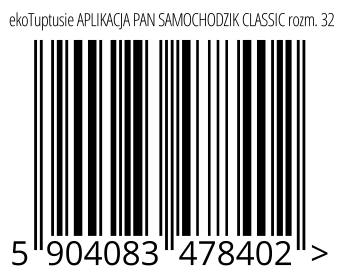 ekoTuptusie APLIKACJA PAN SAMOCHODZIK CLASSIC rozm. 32
5 904083 478402 >